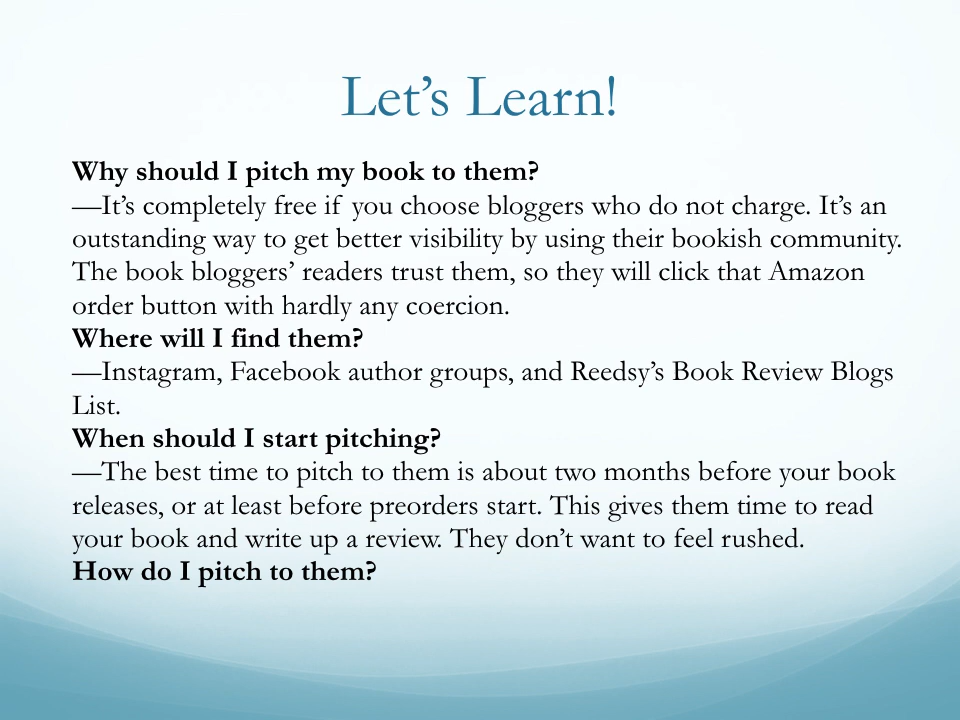 Let’s Learn!
Why should I pitch my book to them?
—It’s completely free if you choose bloggers who do not charge. It’s an
outstanding way to get better visibility by using their bookish community.
The book bloggers’ readers trust them, so they will click that Amazon
order button with hardly any coercion.
Where will I find them?
—Instagram, Facebook author groups, and Reedsy’s Book Review Blogs
List.
When should I start pitching?
—The best time to pitch to them is about two months before your book
releases, or at least before preorders start. This gives them time to read
your book and write up a review. They don’t want to feel rushed.
How do I pitch to them?